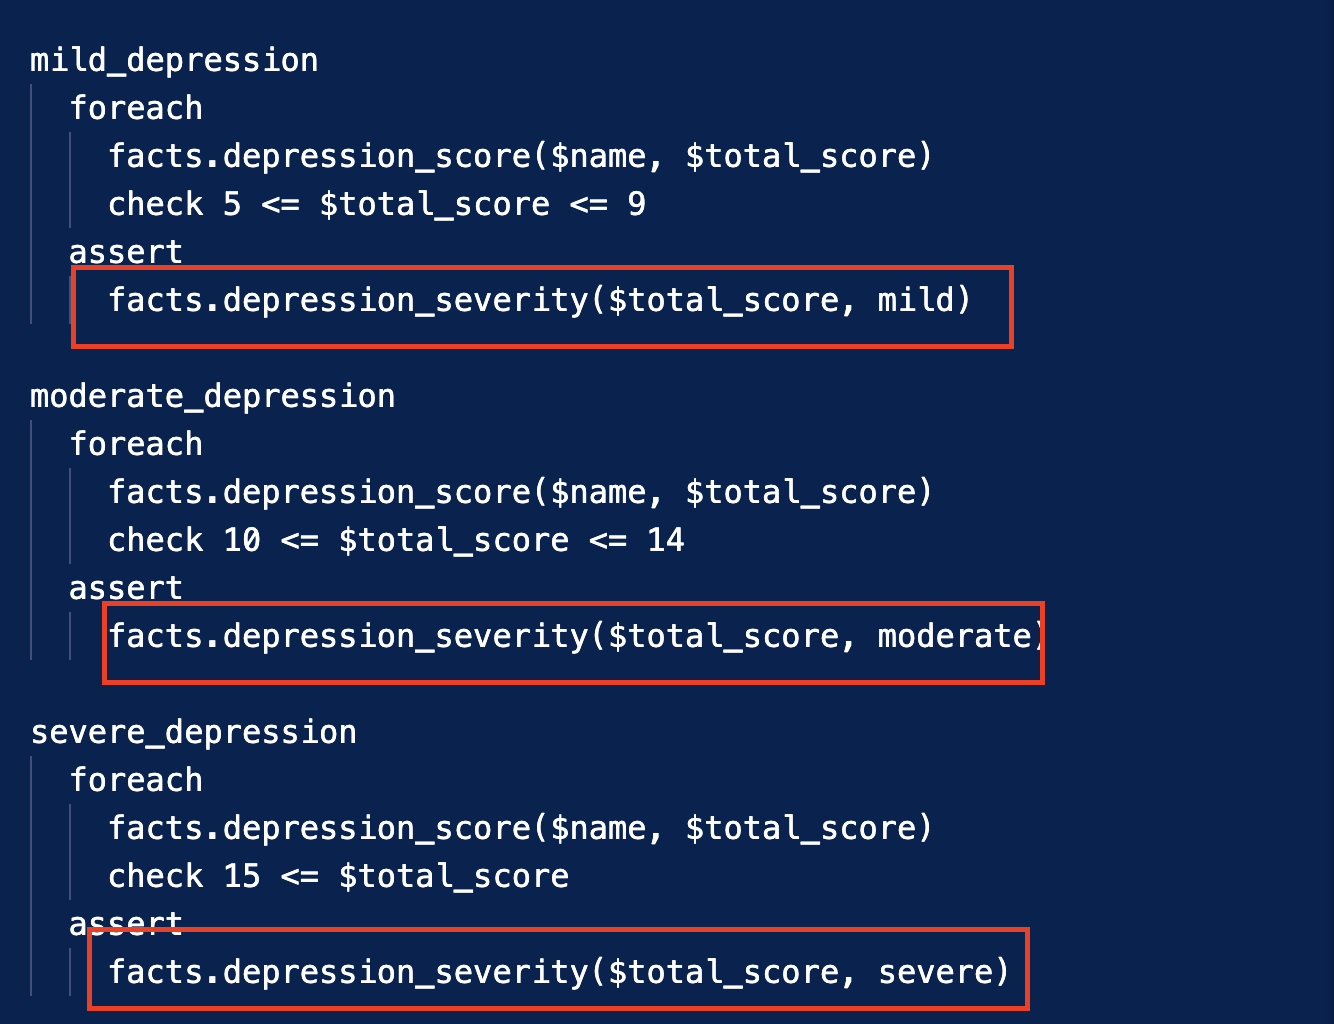 mild_depression
foreach
facts.depression_score($name, $total_score)
check 5 <= $total_score <= 9
assert
facts.depression_severity($total_score, mild)
moderate_depression
foreach
facts.depression_score($name, $total_score)
check 10 <= $total_score <= 14
assert
facts.depression_severity($total_score, moderate)
severe_depression
foreach
facts.depression_score($name, $total_score)
check 15 <= $total_score
assert
facts.depression_severity($total_score, severe)